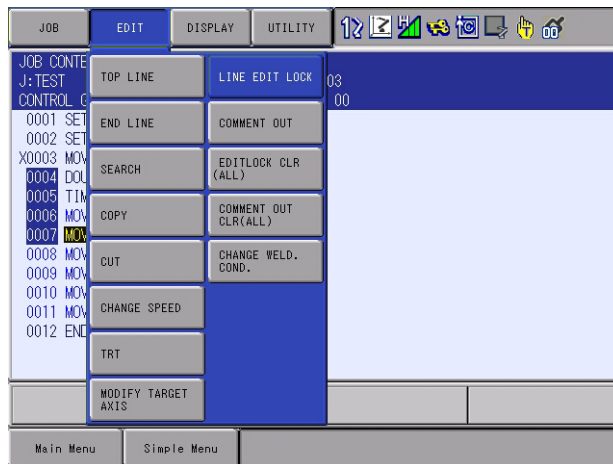 JOB EDIT DISPLAY UTILITY
JOB CONTE
J:TEST 03
CONTROL G 00
0001 SET
0002 SET
X0003 MOV
0004 DOU
0005 TIM
0006 MOV
0007 MOV
0008 MOV
0009 MOV
0010 MOV
0011 MOV
0012 END
TOP LINE
END LINE
SEARCH
COPY
CUT
CHANGE SPEED
TRT
MODIFY TARGET
AXIS
LINE EDIT LOCK
COMMENT OUT
EDITLOCK CLR
(ALL)
COMMENT OUT
CLR(ALL)
CHANGE WELD.
COND.
Main Menu Simple Menu